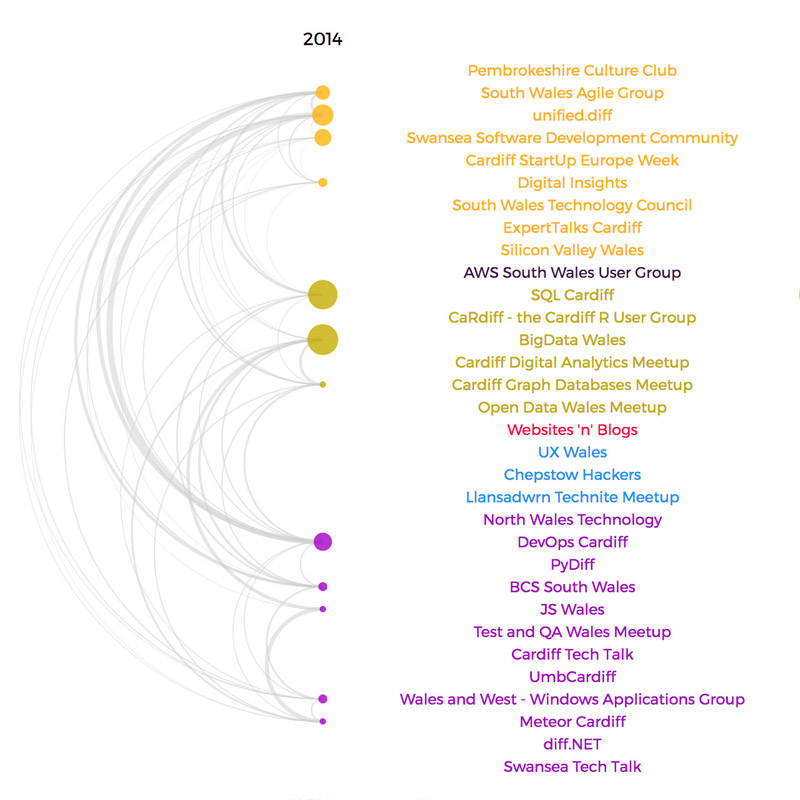 2014
Pembrokeshire Culture Club
South Wales Agile Group
unified.diff
Swansea Software Development Community
Cardiff StartUp Europe Week
Digital Insights
South Wales Technology Council
ExpertTalks Cardiff
Silicon Valley Wales
AWS South Wales User Group
SQL Cardiff
CaRdiff - the Cardiff R User Group
BigData Wales
Cardiff Digital Analytics Meetup
Cardiff Graph Databases Meetup
Open Data Wales Meetup
Websites 'n' Blogs
UX Wales
Chepstow Hackers
Llansadwrn Technite Meetup
North Wales Technology
DevOps Cardiff
PyDiff
BCS South Wales
JS Wales
Test and QA Wales Meetup
Cardiff Tech Talk
UmbCardiff
Wales and West - Windows Applications Group
Meteor Cardiff
diff.NET
Swansea Tech Talk